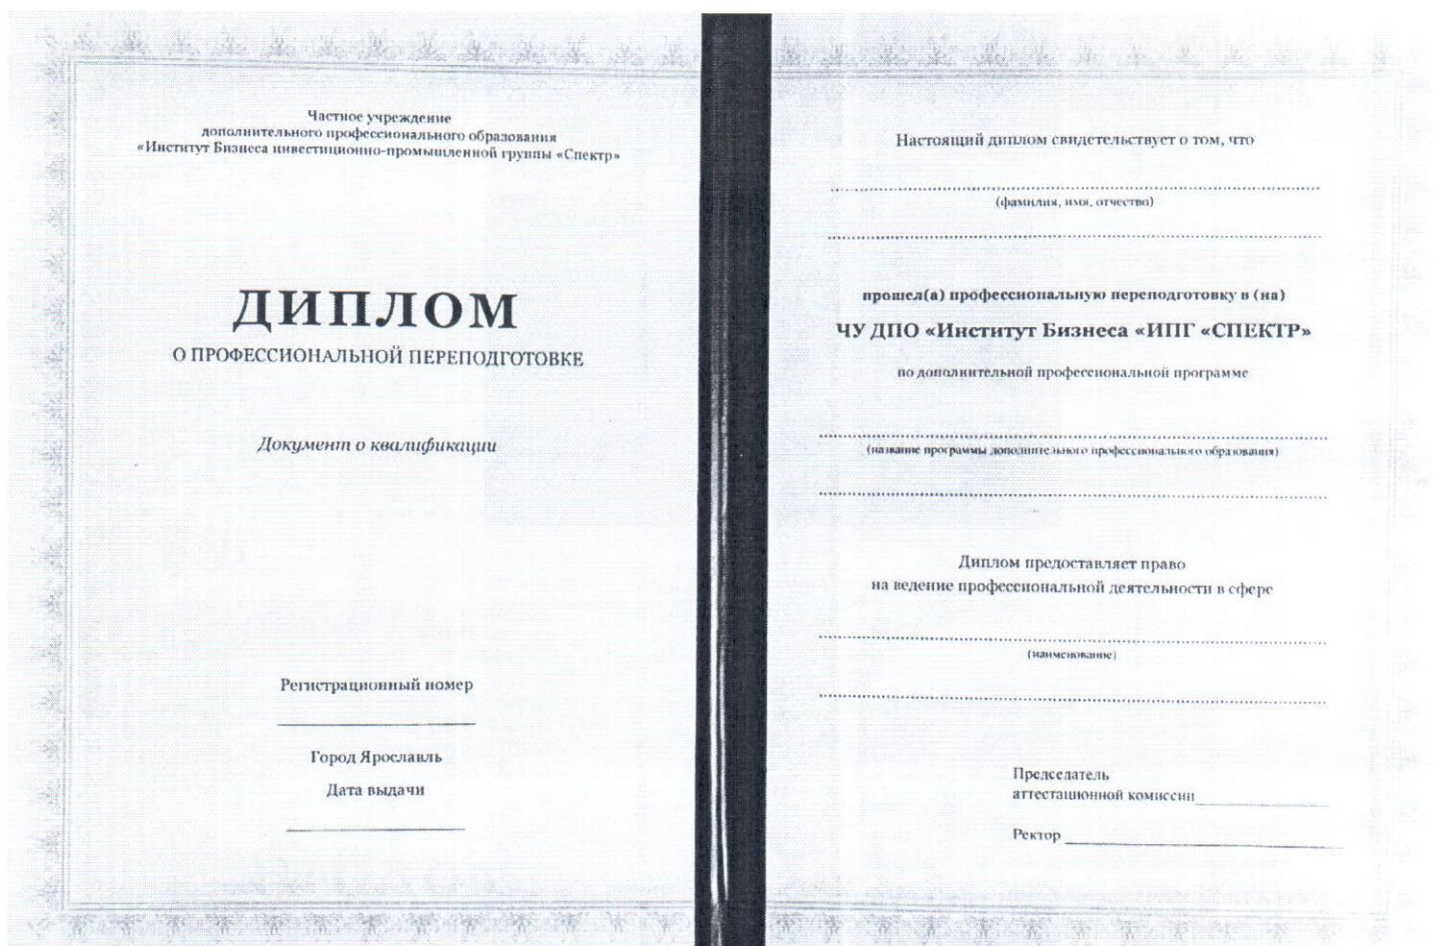 Частное учреждение
дополнительного профессионального образования
«Институт Бизнеса инвестиционно-промышленной группы «Спектр»
ДИПЛОМ
О ПРОФЕССИОНАЛЬНОЙ ПЕРЕПОДГОТОВКЕ
Документ о квалификации
Регистрационный номер
Город Ярославль
Дата выдачи
Настоящий диплом свидетельствует о том, что
(фамилия, имя, отчество)
прошел(а) профессиональную переподготовку в (на)
ЧУ ДПО «Институт Бизнеса «ИПГ «СПЕКТР»
по дополнительной профессиональной программе
(название программы дополнительного профессионального образования)
Диплом предоставляет право
на ведение профессиональной деятельности в сфере
(наименование)
Председатель
аттестационной комиссии
Ректор